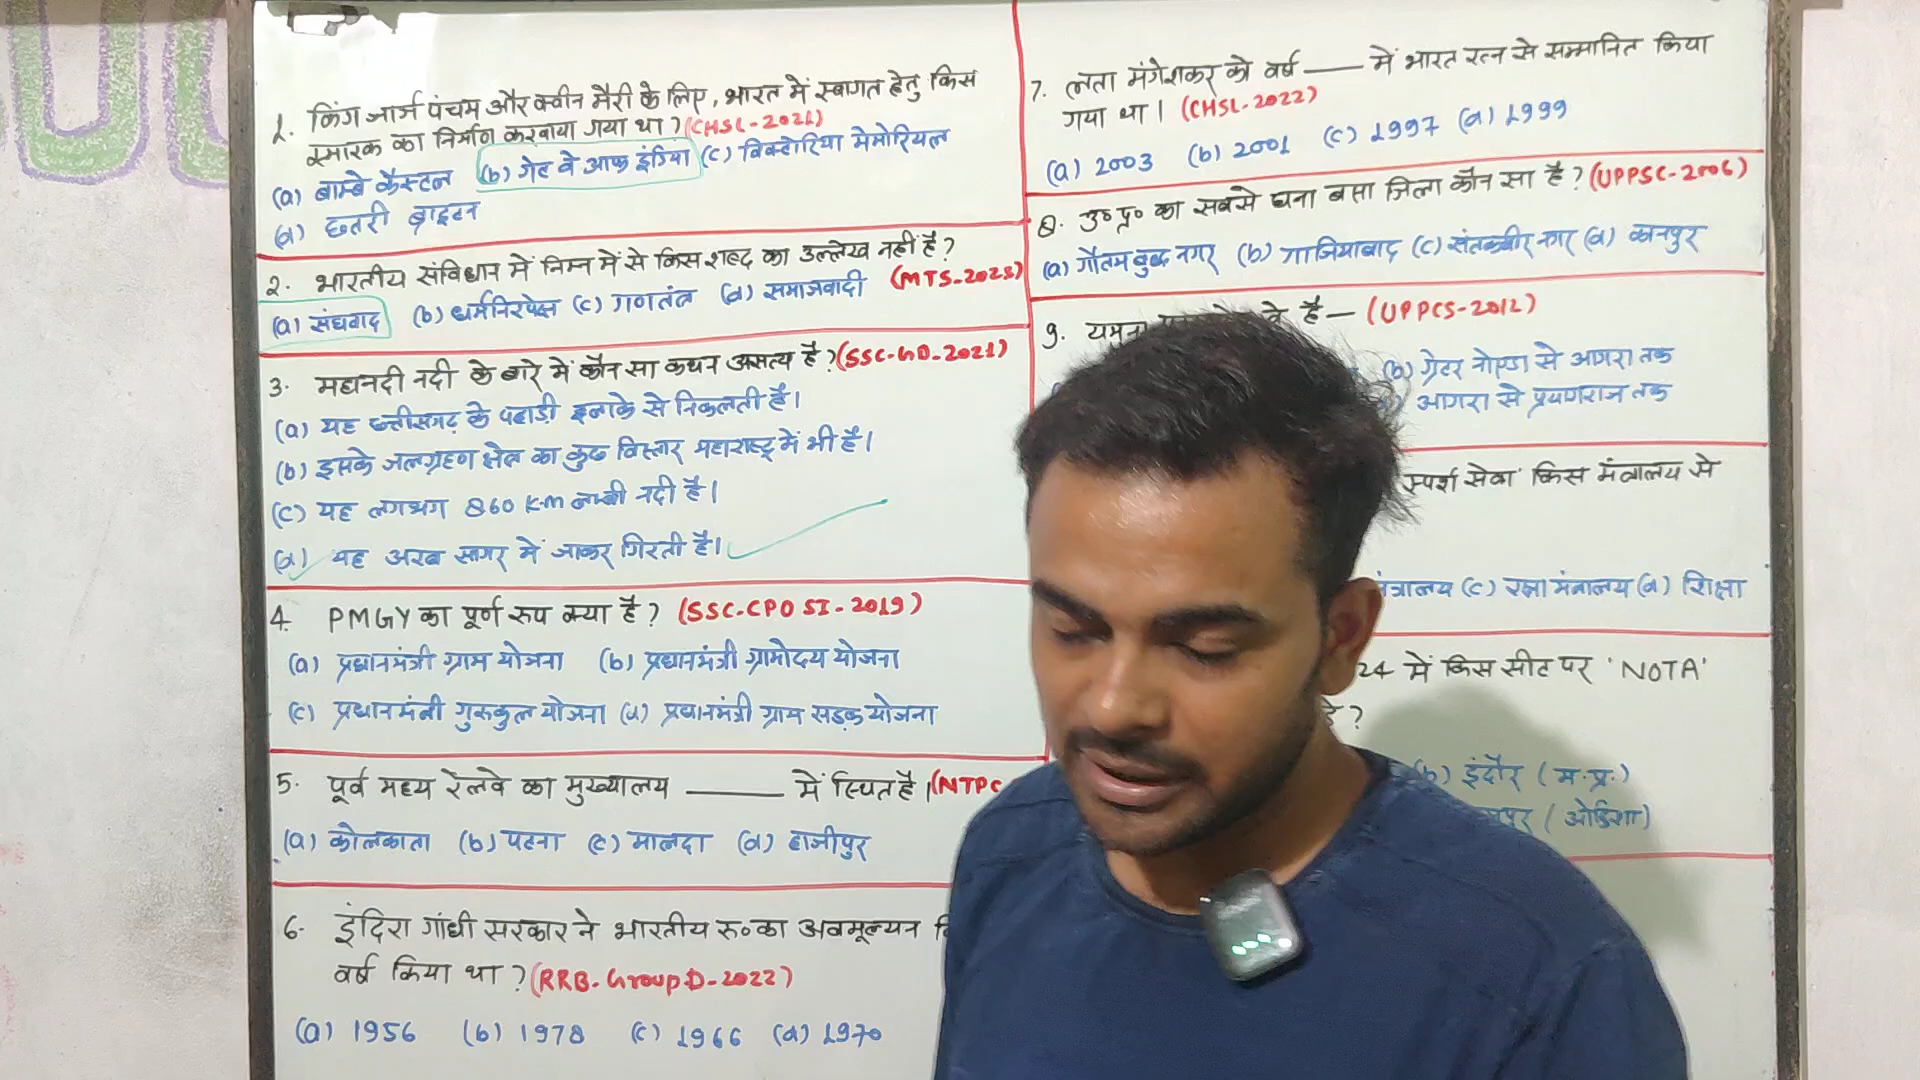 1. किंग जार्ज पंचम और क्वीन मैरी के लिए, भारत में स्वागत हेतु किस
स्मारक का निर्माण करवाया गया था? (CHSL-2021)
(a) बाम्बे कैस्टल (b) गेट वे आफ इंडिया (c) विक्टोरिया मेमोरियल
(d) छतरी ब्राइटन
2. भारतीय संविधान में निम्न में से किस शब्द का उल्लेख नहीं है?
(MTS-2023)
(a) संघवाद (b) धर्मनिरपेक्ष (c) गणतंत्र (d) समाजवादी
3. महानदी नदी के बारे में कौन सा कथन असत्य है? (SSC-GD-2021)
(a) यह छत्तीसगढ़ के पहाड़ी इलाके से निकलती है।
(b) इसके जलग्रहण क्षेत्र का कुछ विस्तार महाराष्ट्र में भी है।
(c) यह लगभग 860 K.m लम्बी नदी है।
(d) यह अरब सागर में जाकर गिरती है।
4. PMGY का पूर्ण रुप क्या है? (SSC-CPO SI-2019)
(a) प्रधानमंत्री ग्राम योजना (b) प्रधानमंत्री ग्रामोदय योजना
(c) प्रधानमंत्री गुरुकुल योजना (d) प्रधानमंत्री ग्राम सड़क योजना
5. पूर्व मध्य रेलवे का मुख्यालय ______ में स्थित है। (NTPC
(a) कोलकाता (b) पटना (c) मालदा (d) हाजीपुर
6. इंदिरा गांधी सरकार ने भारतीय रु० का अवमूल्यन
वर्ष किया था? (RRB-Group D-2022)
(a) 1956 (b) 1978 (c) 1966 (d) 1970
7. लता मंगेशकर को वर्ष ____ में भारत रत्न से सम्मानित किया
गया था। (CHSL-2022)
(a) 2003 (b) 2001 (c) 1997 (d) 1999
8. उ० प्र० का सबसे घना बसा जिला कौन सा है? (UPPSC-2006)
(a) गौतम बुद्ध नगर (b) गाजियाबाद (c) संतकबीर नगर (d) कानपुर
9. यमुना वे है— (UPPCS-2012)
(b) ग्रेटर नोएडा से आगरा तक
आगरा से प्रयागराज तक
स्पर्श सेवा' किस मंत्रालय से
मंत्रालय (c) रक्षा मंत्रालय (d) शिक्षा
24 में किस सीट पर 'NOTA'
है?
(b) इंदौर (म.प्र.)
(ओडिशा)